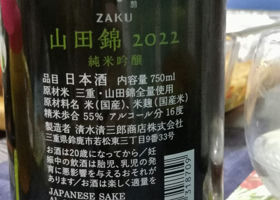 酌
ZAKU
山田錦 2022
純米吟醸
品目 日本酒 内容量 750ml
原材米 三重・山田錦全量使用
原材料名 米(国産)、米麹(国産米)
精米歩合 55% アルコール分 16度
製造者 清水清三郎商店株式会社
三重県鈴鹿市若松東三丁目9番33号
お酒は20歳になってから/妊
娠中の飲酒は胎児、乳児の発
育に悪影響を与えるおそれが
あります/お酒は楽しく適量を
JAPANESE SAKE
318709